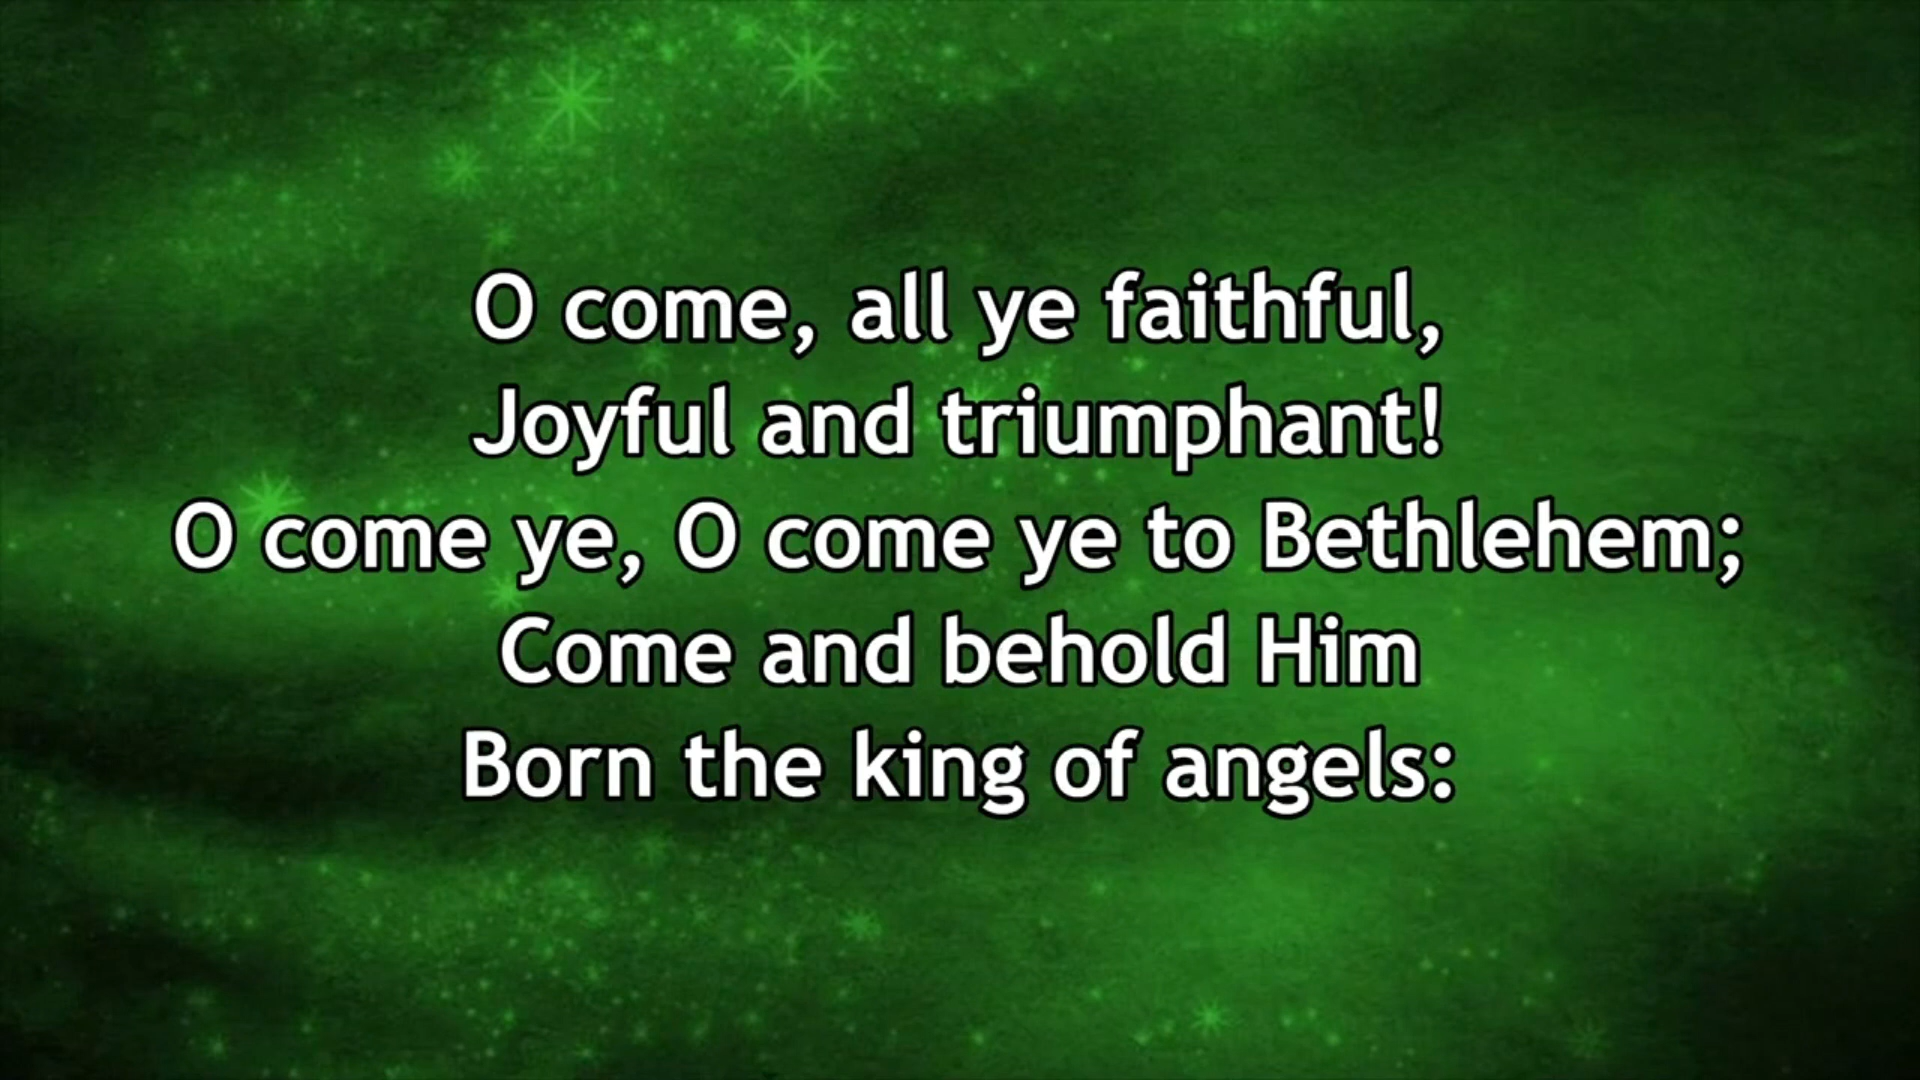 O come, all ye faithful,
Joyful and triumphant!
O come ye, O come ye to Bethlehem;
Come and behold Him
Born the king of angels: